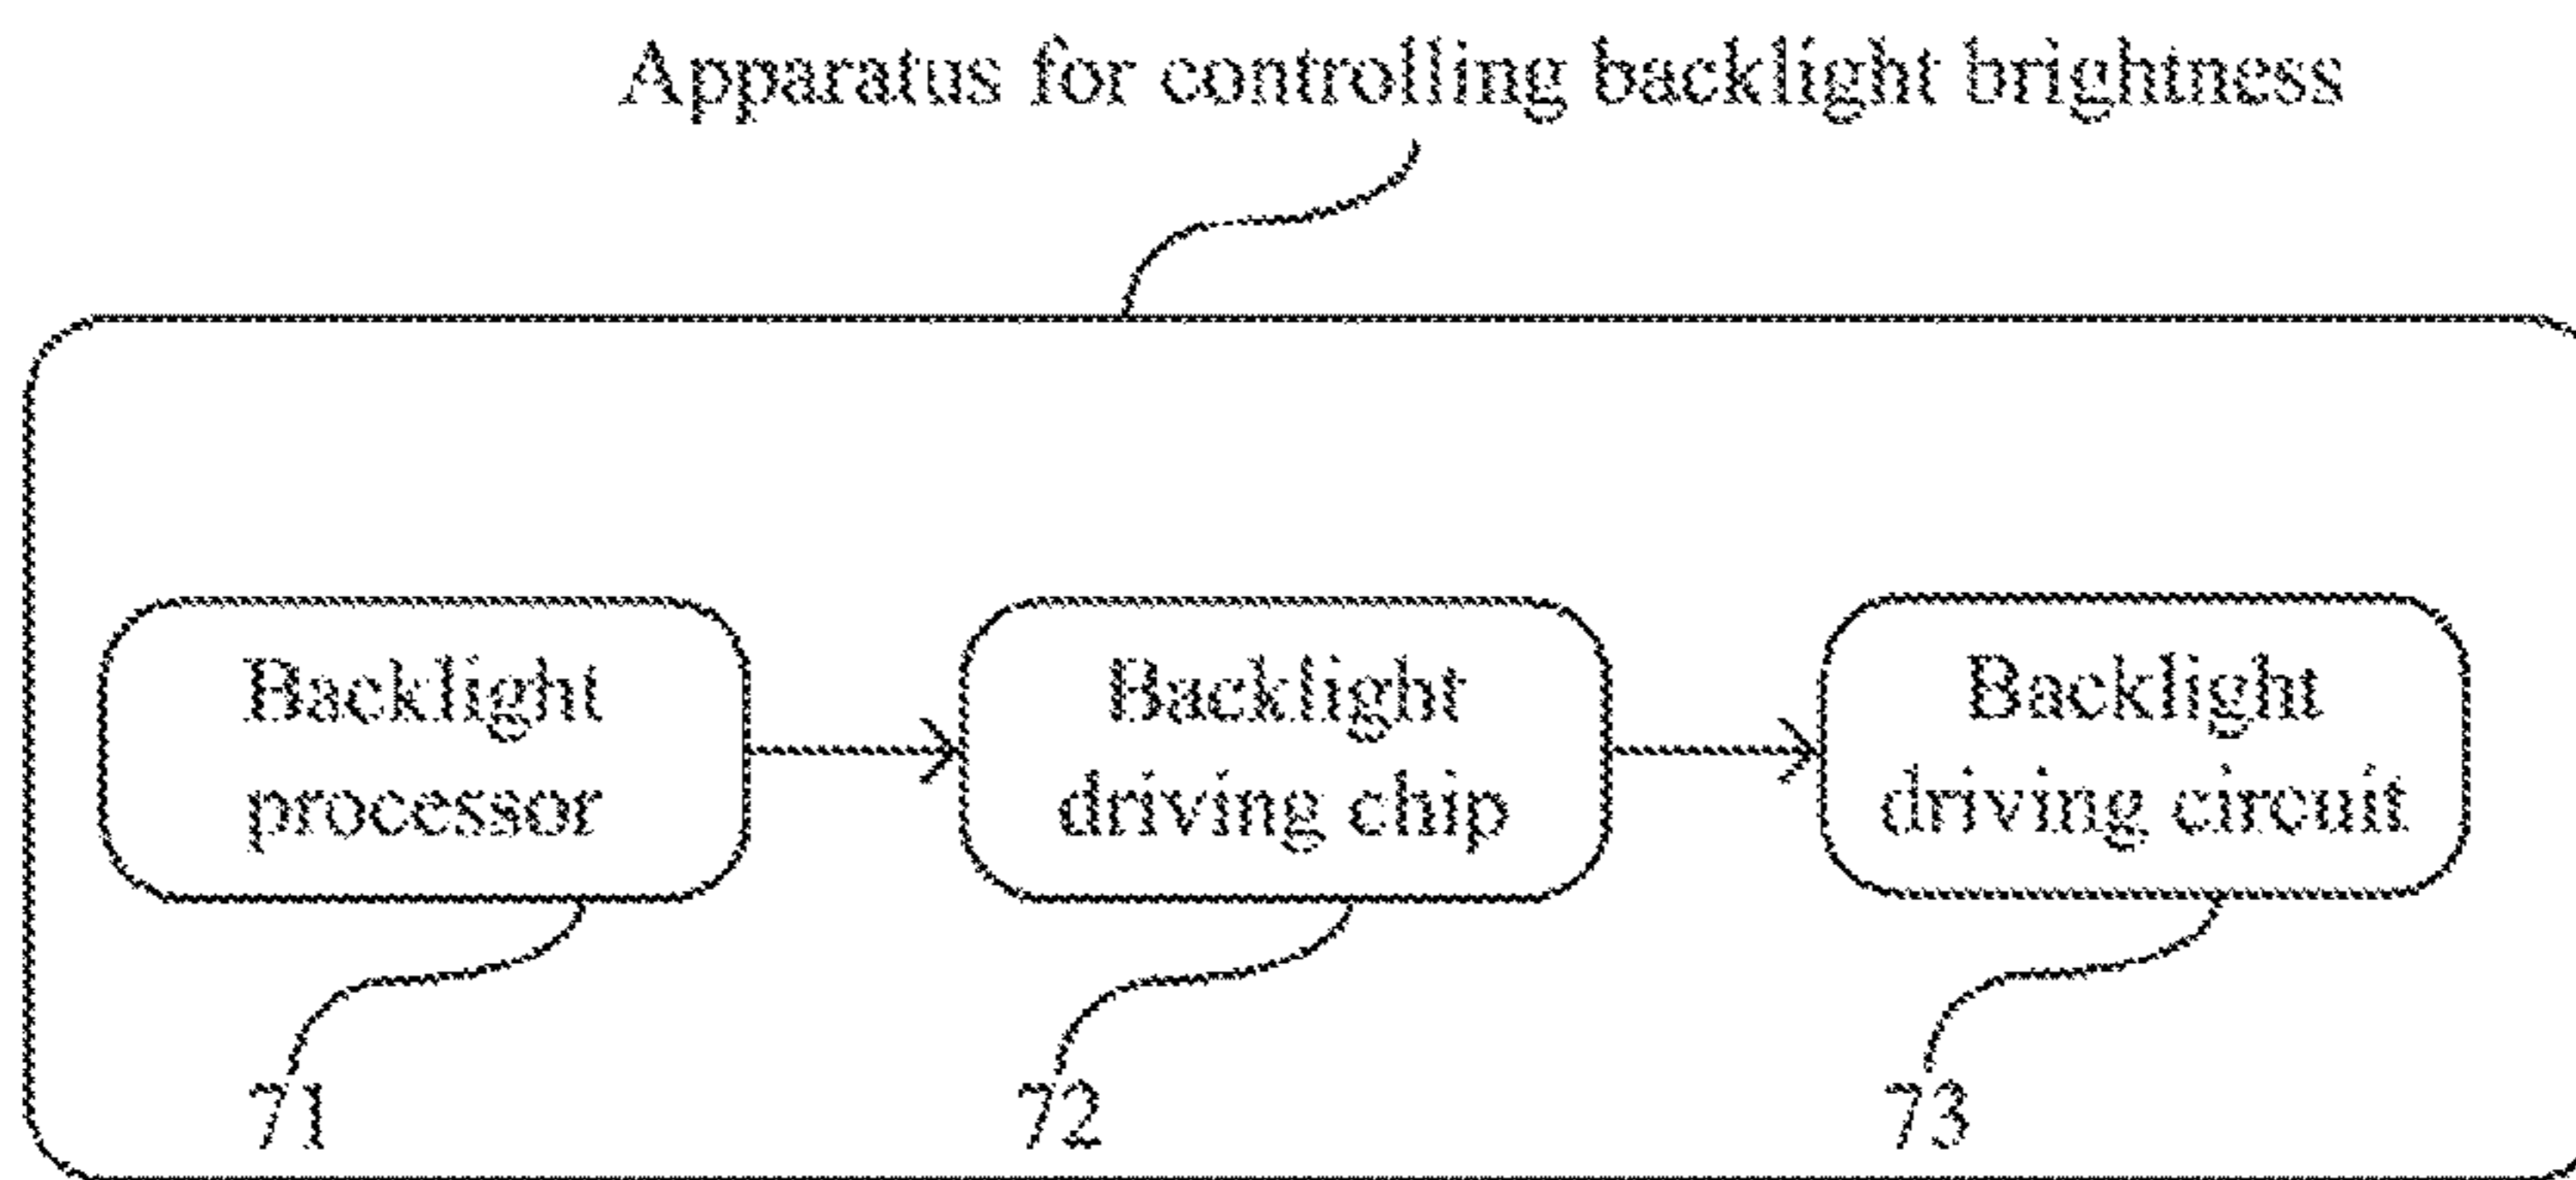 Apparatus for controlling backlight brightness
Backlight
processor
Backlight
driving chip
Backlight
driving circuit
71
72
73